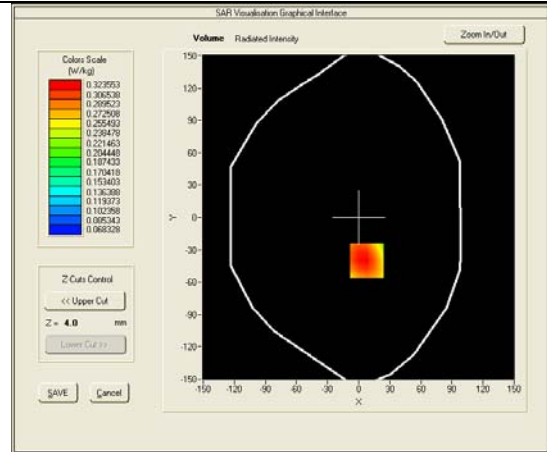 SAR Visualisation Graphical Interface
Volume Radiated Intensity
Zoom In/Out
Colors Scale
(W/kg)
0.323553
0.306538
0.289523
0.272508
0.255493
0.238478
0.221463
0.204448
0.187433
0.170418
0.153403
0.136388
0.119373
0.102358
0.085343
0.068328
Z Cuts Control
<< Upper Cut
Z = 4.0 mm
Lower Cut >>
SAVE
Cancel
150
120
90
60
30
0
-30
-60
-90
-120
-150
Y
-150 -120 -90 -60 -30 0 30 60 90 120 150
X